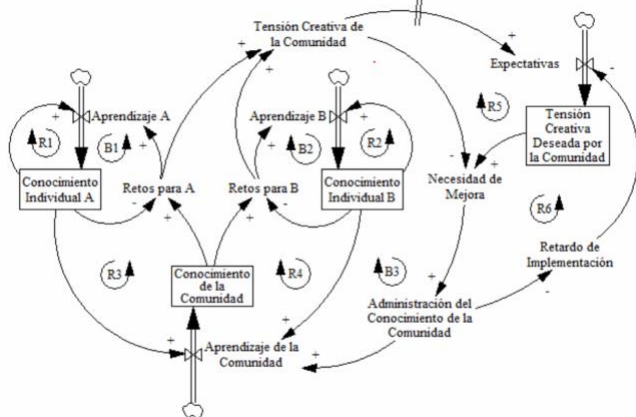 Tensión Creativa de
la Comunidad
+
+
+
Expectativas
-
+
+
Aprendizaje A
Aprendizaje B
+
R1
B1
+
+
B2
R2
R5
Tensión
Creativa
Deseada por
la Comunidad
Conocimiento
Individual A
Retos para A
Retos para B
Conocimiento
Individual B
-
+
Necesidad de
Mejora
-
-
+
+
R6
R3
Conocimiento
de la
Comunidad
R4
B3
Retardo de
Implementación
+
Administración del
Conocimiento de la
Comunidad
-
+
+
Aprendizaje de la
Comunidad
+